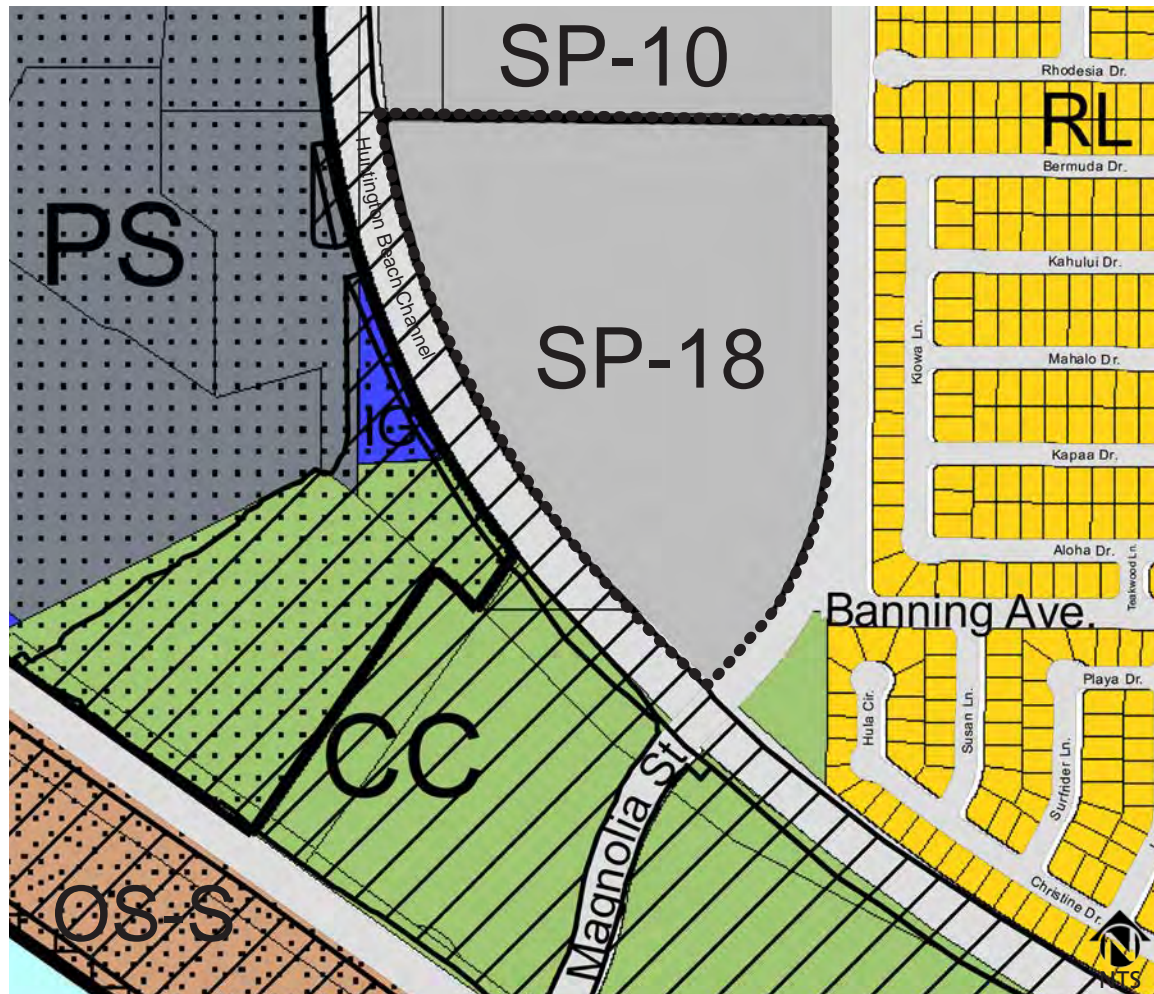 SP-10
Rhodesia Dr.
RL
Bermuda Dr.
Huntington Beach Channel
PS
Kahului Dr.
SP-18
Kiowa Ln.
Mahalo Dr.
IG
Kapaa Dr.
Aloha Dr.
Teakwood Ln.
Banning Ave.
Playa Dr.
Hula Cir.
Susan Ln.
Surfrider Ln.
CC
Magnolia St
Christine Dr.
OS-S
N
NTS